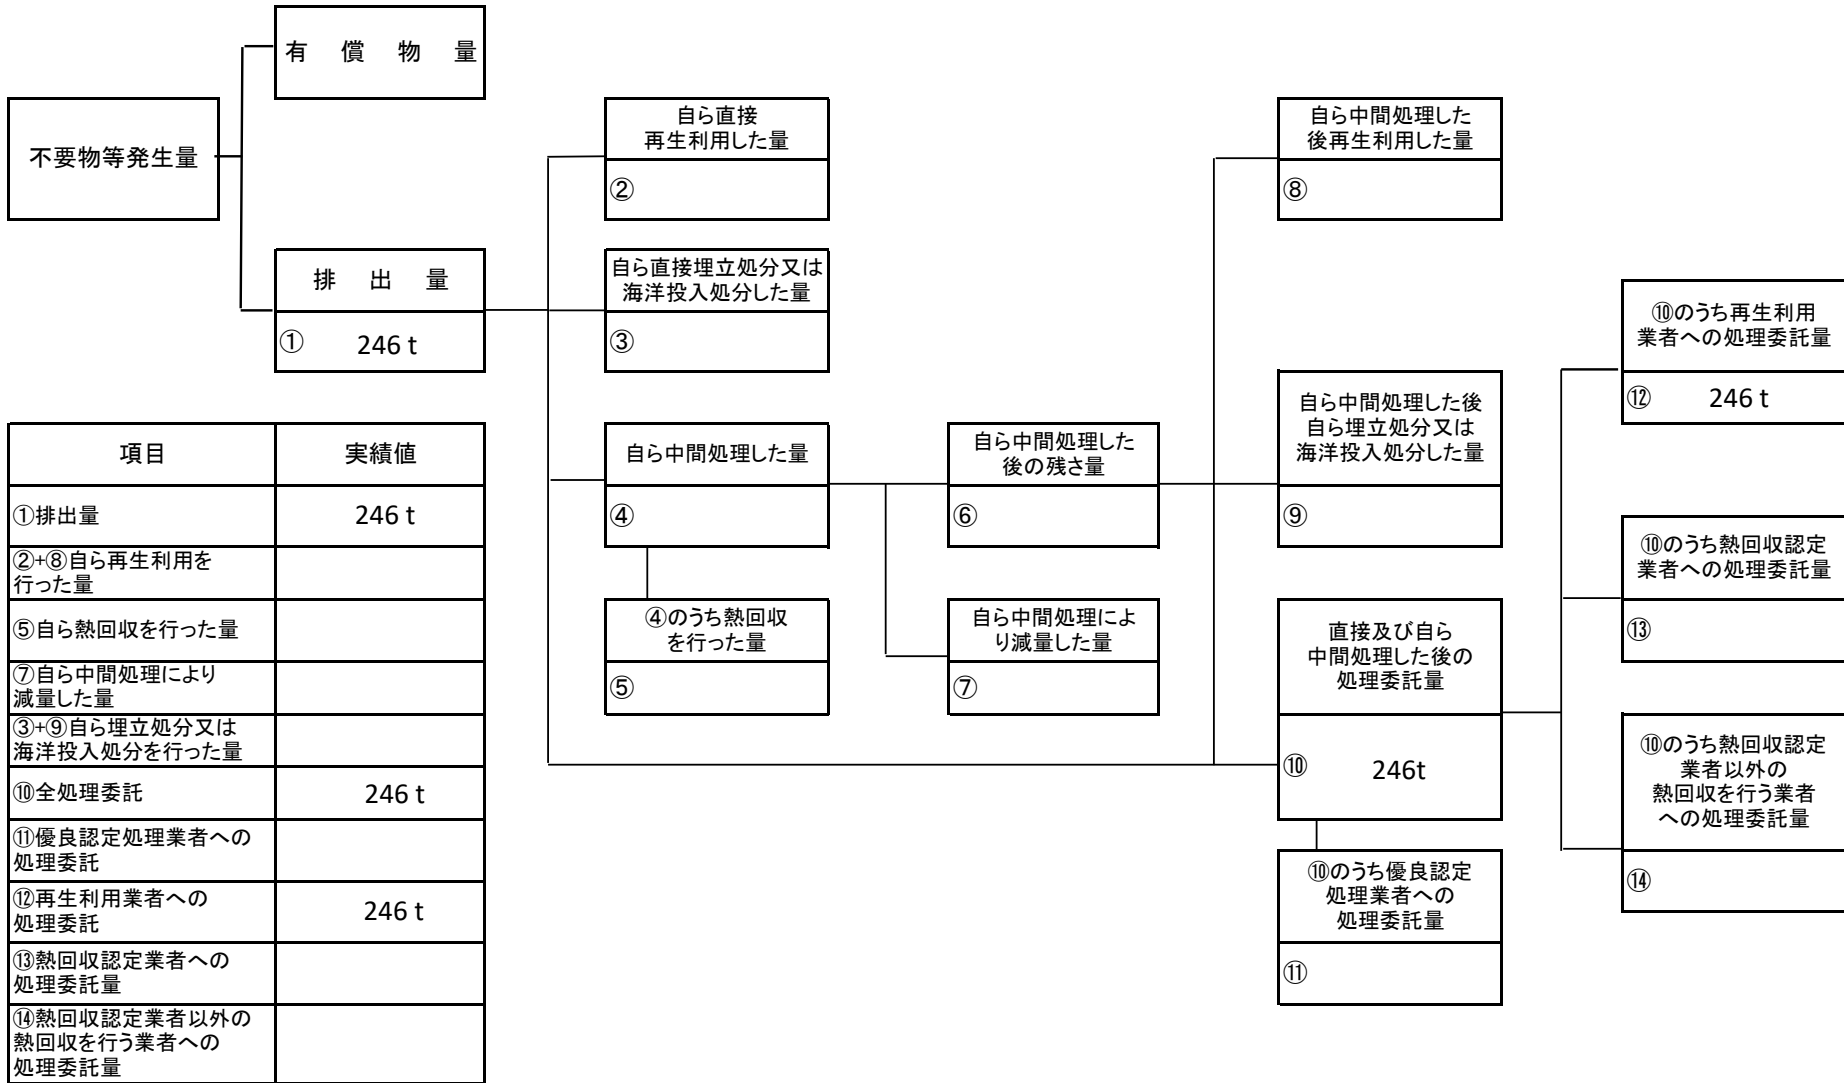 有償物量
不要物等発生量
排出量
① 246 t
自ら直接
再生利用した量
②
自ら直接埋立処分又は
海洋投入処分した量
③
自ら中間処理した量
④
④のうち熱回収
を行った量
⑤
自ら中間処理した
後の残さ量
⑥
自ら中間処理によ
り減量した量
⑦
自ら中間処理した
後再生利用した量
⑧
自ら中間処理した後
自ら埋立処分又は
海洋投入処分した量
⑨
直接及び自ら
中間処理した後の
処理委託量
⑩ 246t
⑩のうち優良認定
処理業者への
処理委託量
⑪
⑩のうち再生利用
業者への処理委託量
⑫ 246 t
⑩のうち熱回収認定
業者への処理委託量
⑬
⑩のうち熱回収認定
業者以外の
熱回収を行う業者
への処理委託量
⑭
項目 実績値
①排出量 246 t
②+⑧自ら再生利用を
行った量
⑤自ら熱回収を行った量
⑦自ら中間処理により
減量した量
③+⑨自ら埋立処分又は
海洋投入処分を行った量
⑩全処理委託 246 t
⑪優良認定処理業者への
処理委託
⑫再生利用業者への
処理委託 246 t
⑬熱回収認定業者への
処理委託量
⑭熱回収認定業者以外の
熱回収を行う業者への
処理委託量